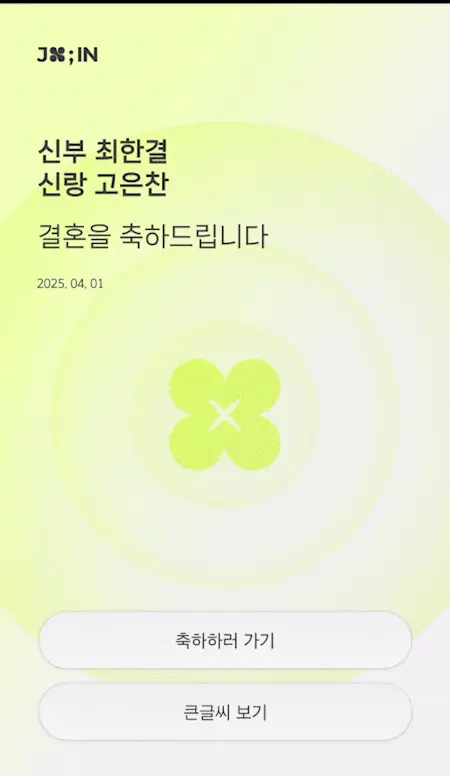 J;IN
신부 최한결
신랑 고은찬
결혼을 축하드립니다
2025. 04. 01
축하하러 가기
큰글씨 보기